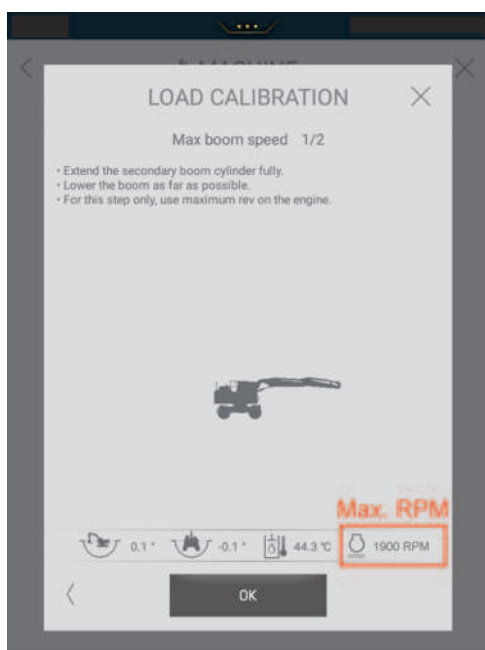 LOAD CALIBRATION
Max boom speed 1/2
• Extend the secondary boom cylinder fully.
• Lower the boom as far as possible.
• For this step only, use maximum rev on the engine.
Max. RPM
0.1 ° -0.1 ° 44.3 °C 1900 RPM
OK